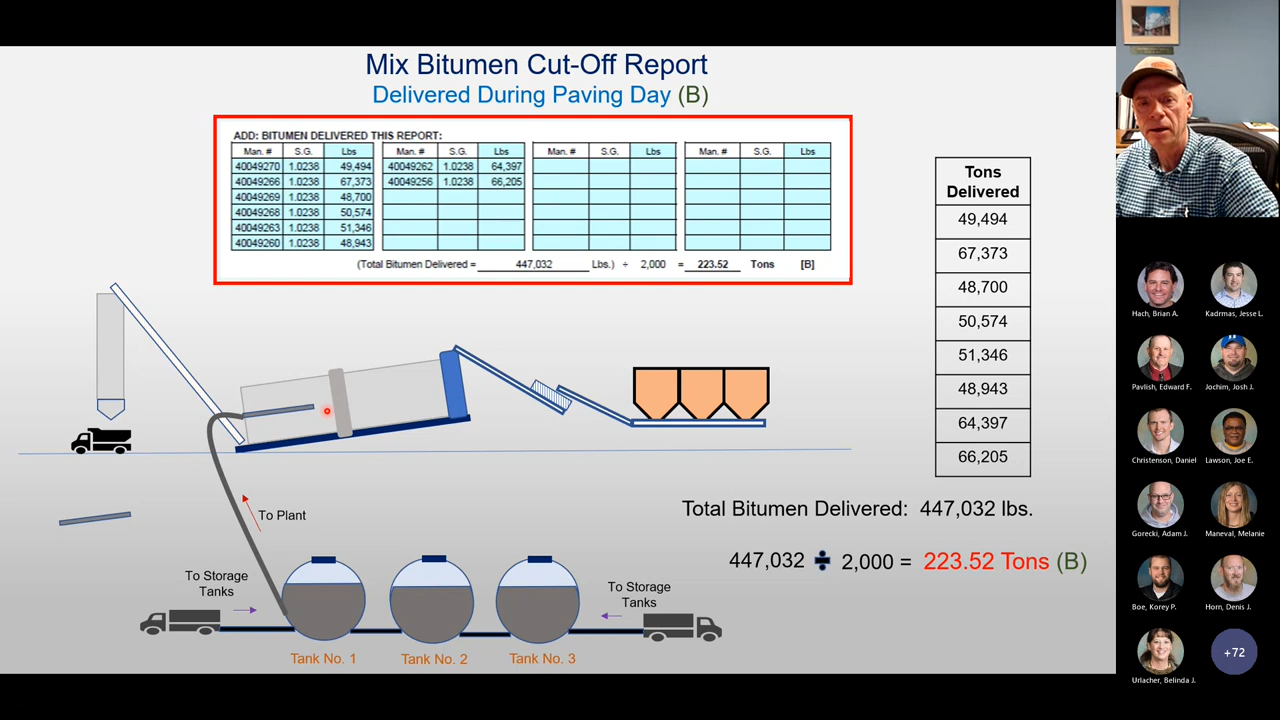 Mix Bitumen Cut-Off Report
Delivered During Paving Day (B)
ADD: BITUMEN DELIVERED THIS REPORT:
Man. # S.G. Lbs Man. # S.G. Lbs Man. # S.G. Lbs Man. # S.G. Lbs
40049270 1.0238 49,494 40049262 1.0238 64,397
40049266 1.0238 67,373 40049256 1.0238 66,205
40049269 1.0238 48,700
40049268 1.0238 50,574
40049263 1.0238 51,346
40049260 1.0238 48,943
(Total Bitumen Delivered = 447,032 Lbs.) ÷ 2,000 = 223.52 Tons [B]
Tons
Delivered
49,494
67,373
48,700
50,574
51,346
48,943
64,397
66,205
Total Bitumen Delivered: 447,032 lbs.
447,032 ÷ 2,000 = 223.52 Tons (B)
To Plant
To Storage
Tanks
To Storage
Tanks
Tank No. 1
Tank No. 2
Tank No. 3
Hach, Brian A.
Kadrmas, Jesse L.
Pavlish, Edward F.
Jochim, Josh J.
Christenson, Daniel
Lawson, Joe E.
Gorecki, Adam J.
Maneval, Melanie
Boe, Korey P.
Horn, Denis J.
Urlacher, Belinda J.
+72